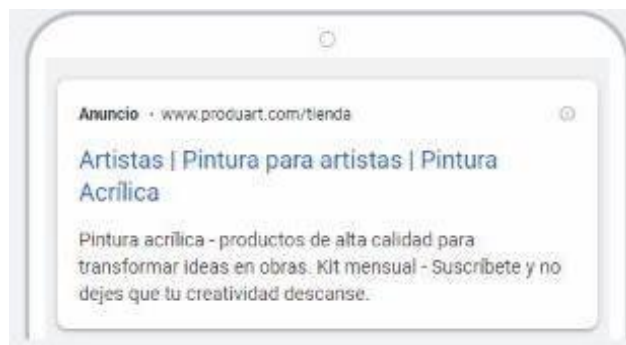 Anuncio · www.produart.com/tienda
Artistas | Pintura para artistas | Pintura
Acrílica
Pintura acrílica - productos de alta calidad para
transformar ideas en obras. Kit mensual - Suscríbete y no
dejes que tu creatividad descanse.